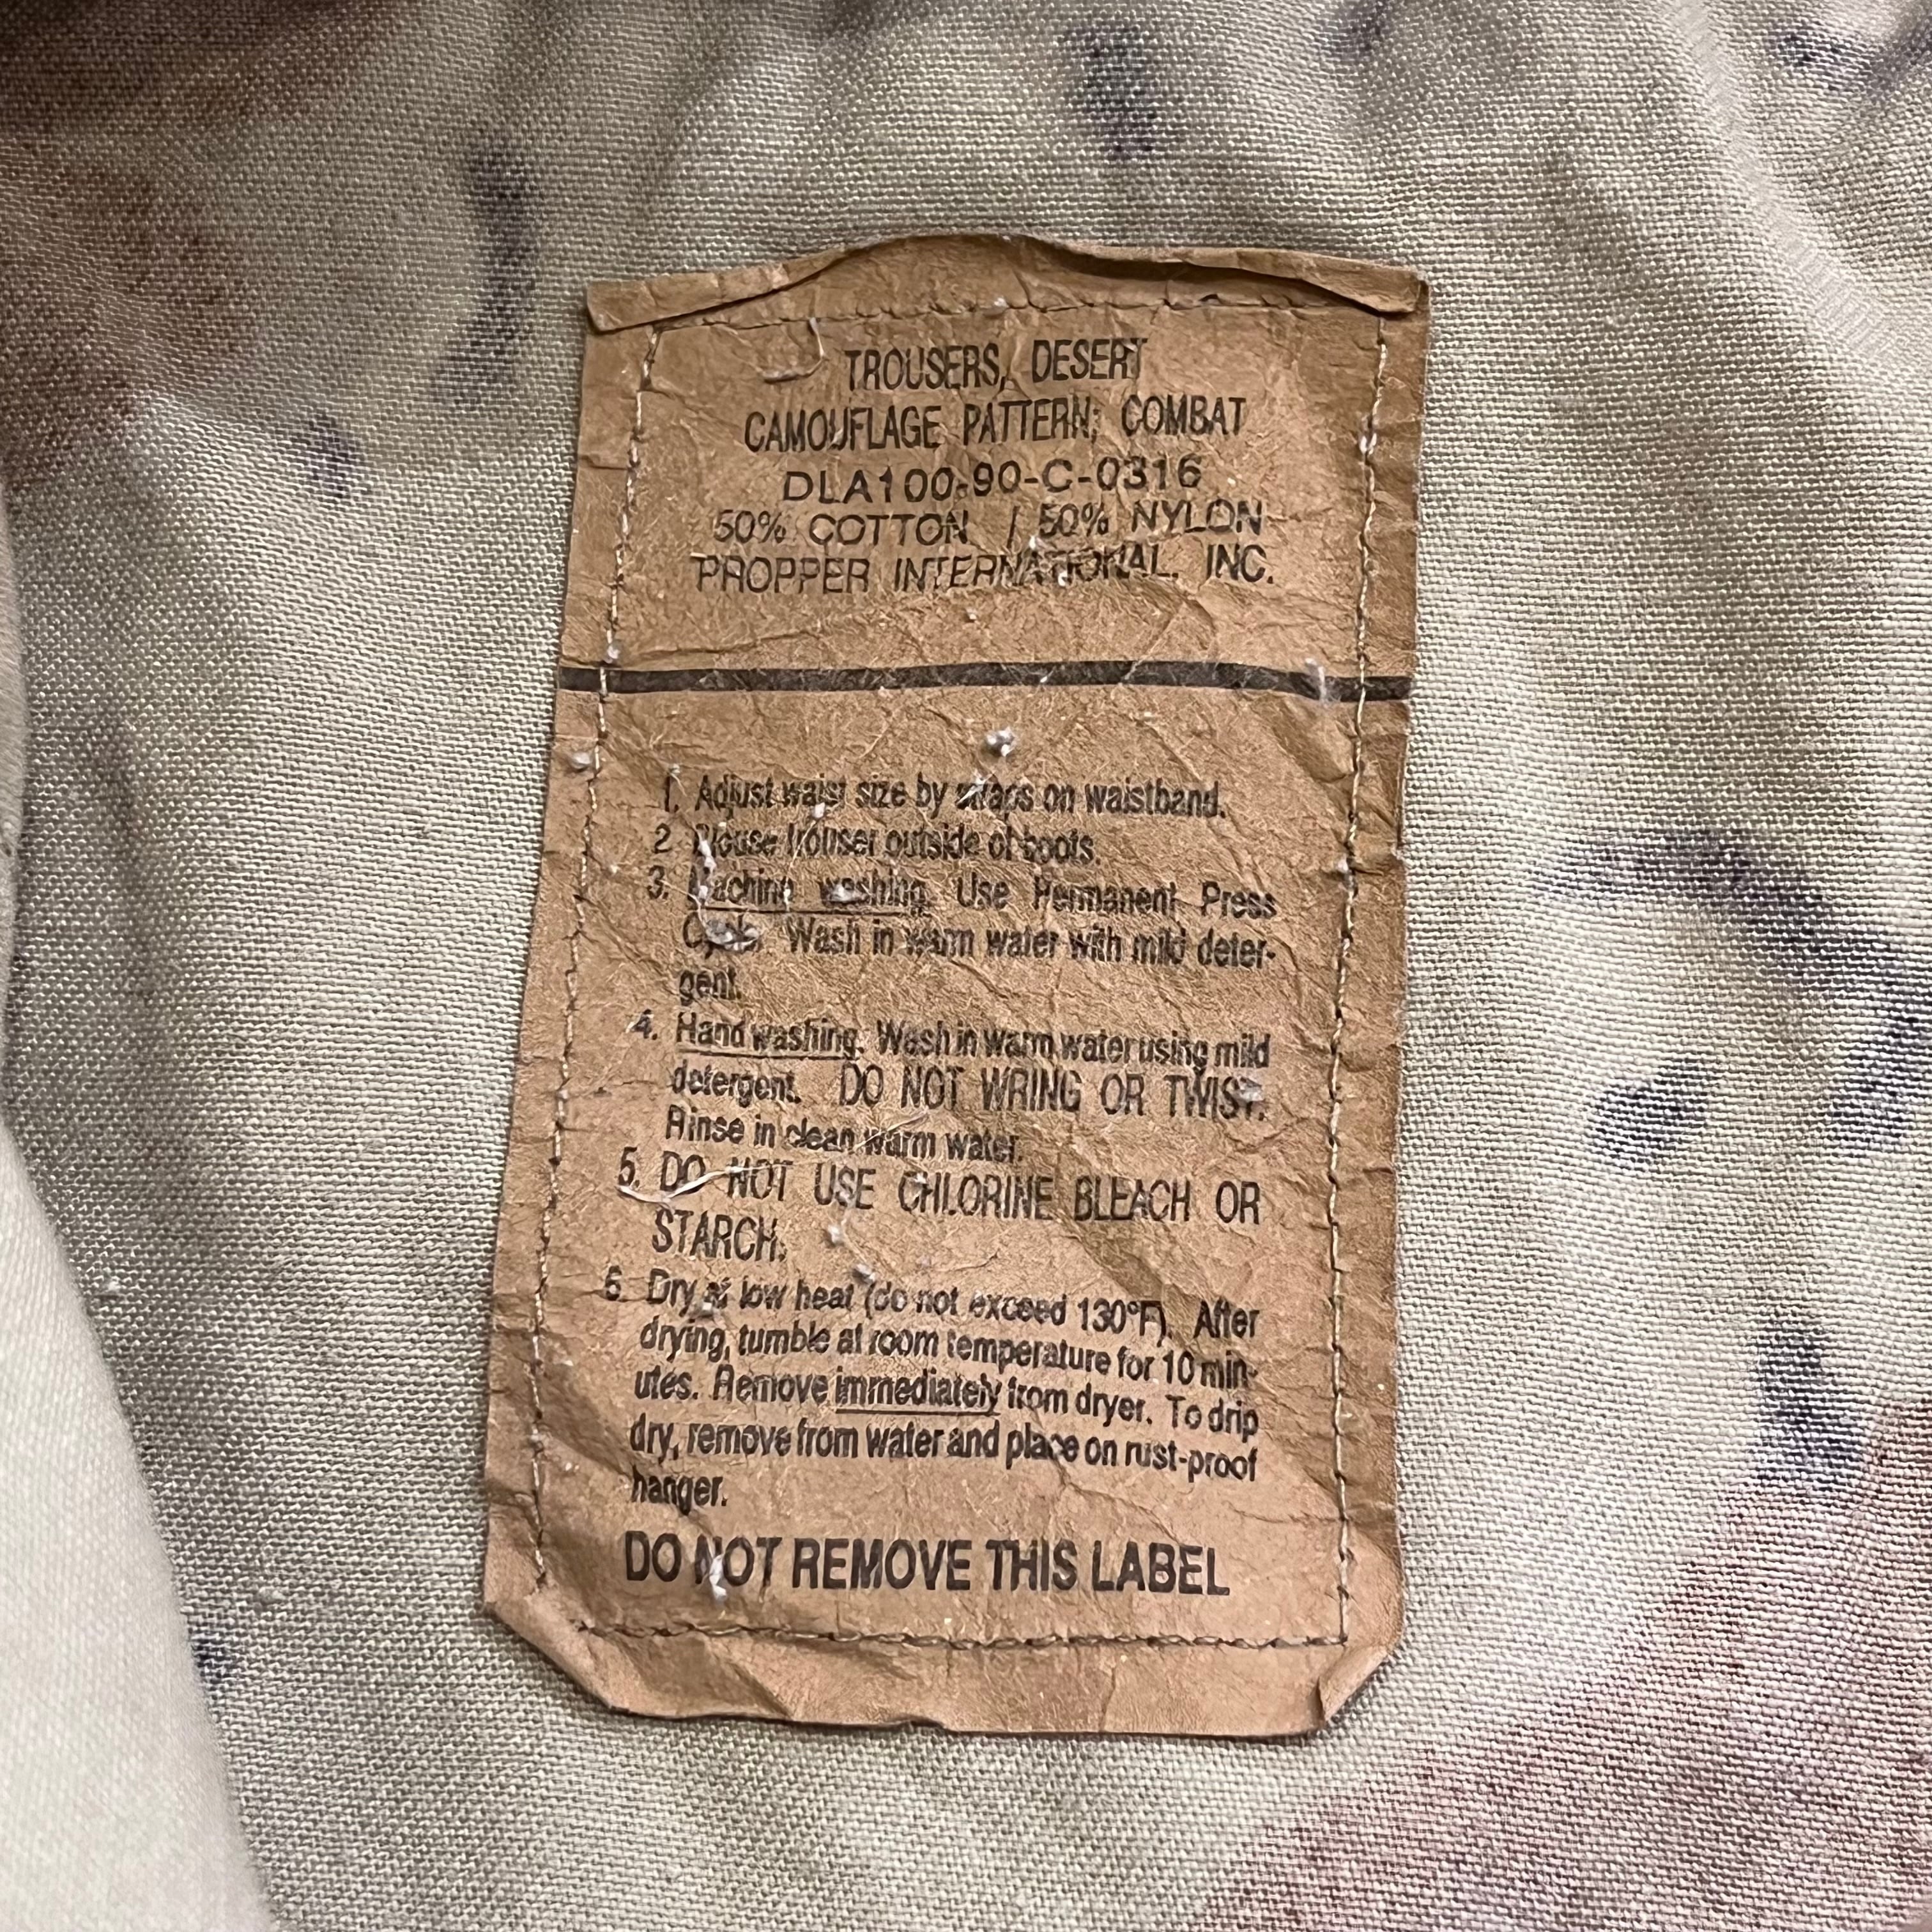 TROUSERS, DESERT
CAMOUFLAGE PATTERN; COMBAT
DLA100-90-C-0316
50% COTTON / 50% NYLON
PROPPER INTERNATIONAL, INC.
1. Adjust waist size by straps on waistband.
2 Blouse trouser outside of boots.
3. Machine washing. Use Permanent Press
Cycle. Wash in warm water with mild deter-
gent.
4. Hand washing. Wash in warm water using mild
detergent. DO NOT WRING OR TWIST.
Rinse in clean warm water.
5. DO NOT USE CHLORINE BLEACH OR
STARCH.
6 Dry at low heat (do not exceed 130°F). After
drying, tumble at room temperature for 10 min-
utes. Remove immediately from dryer. To drip
dry, remove from water and place on rust-proof
hanger.
DO NOT REMOVE THIS LABEL